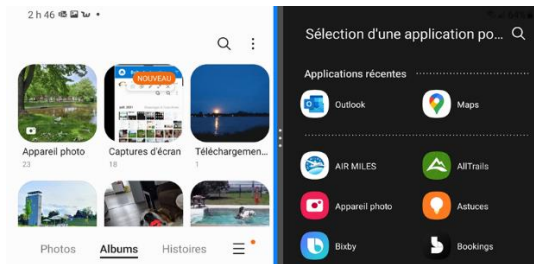 2 h 46
NOUVEAU
Appareil photo
23
Captures d'écran
18
Téléchargemen...
1
Photos
Albums
Histoires
Sélection d'une application po...
Applications récentes
Outlook
Maps
AIR MILES
AllTrails
Appareil photo
Astuces
Bixby
Bookings